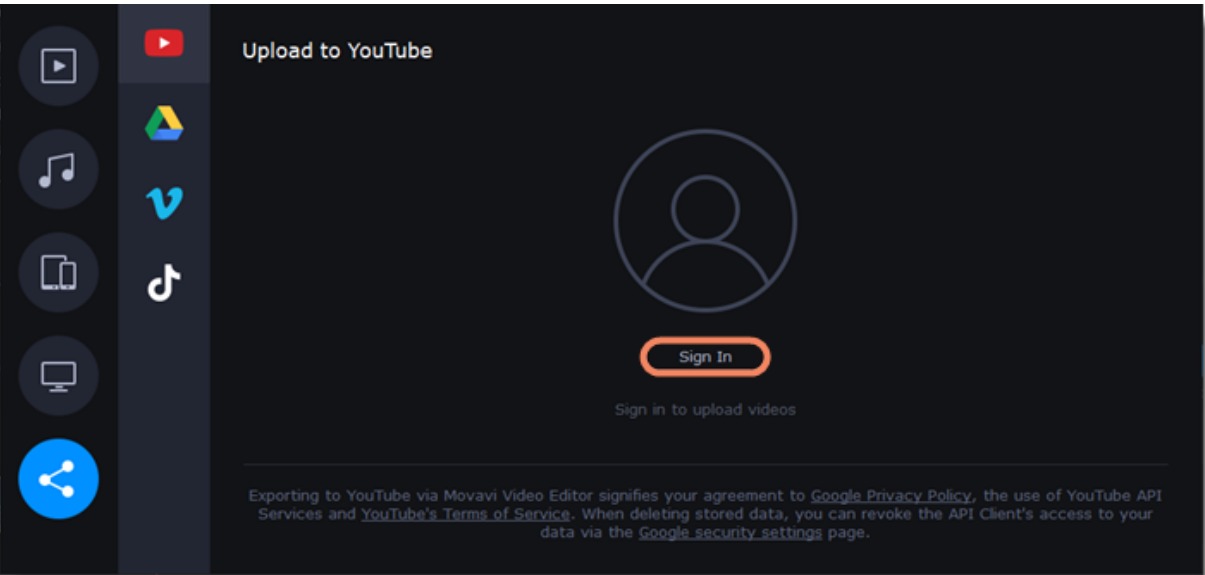 Upload to YouTube
Sign In
Sign in to upload videos
Exporting to YouTube via Movavi Video Editor signifies your agreement to Google Privacy Policy, the use of YouTube API
Services and YouTube's Terms of Service. When deleting stored data, you can revoke the API Client's access to your
data via the Google security settings page.